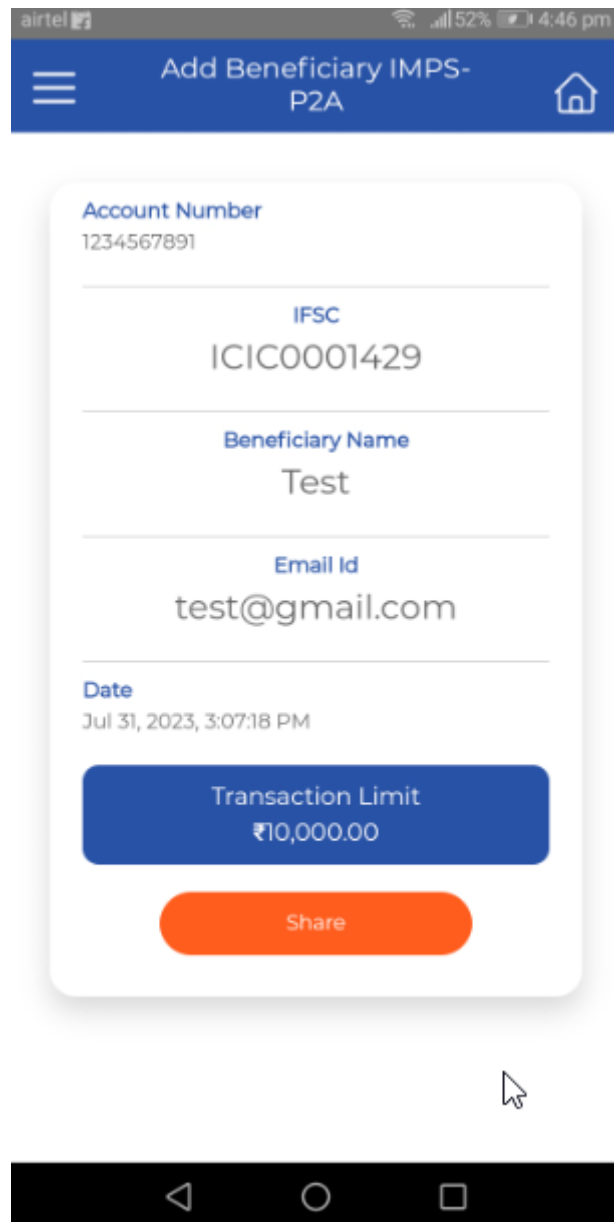 airtel 52% 4:46 pm
Add Beneficiary IMPS-
P2A
Account Number
1234567891
IFSC
ICIC0001429
Beneficiary Name
Test
Email Id
test@gmail.com
Date
Jul 31, 2023, 3:07:18 PM
Transaction Limit
₹10,000.00
Share